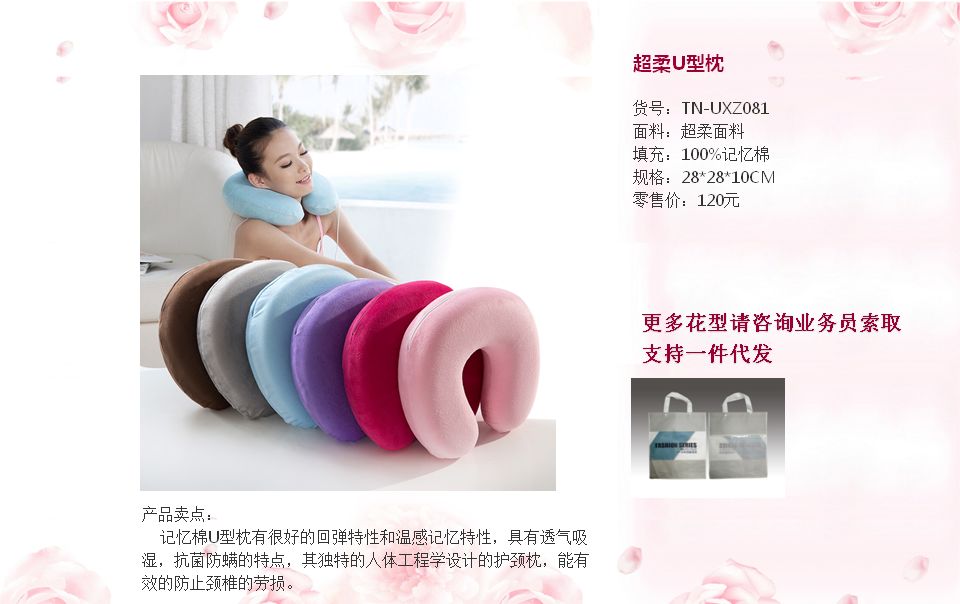 超柔U型枕
货号：TN-UXZ081
面料：超柔面料
填充：100%记忆棉
规格：28*28*10CM
零售价：120元
更多花型请咨询业务员索取
支持一件代发
FASHION SERIES
产品卖点：
记忆棉U型枕有很好的回弹特性和温感记忆特性，具有透气吸
湿，抗菌防螨的特点，其独特的人体工程学设计的护颈枕，能有
效的防止颈椎的劳损。